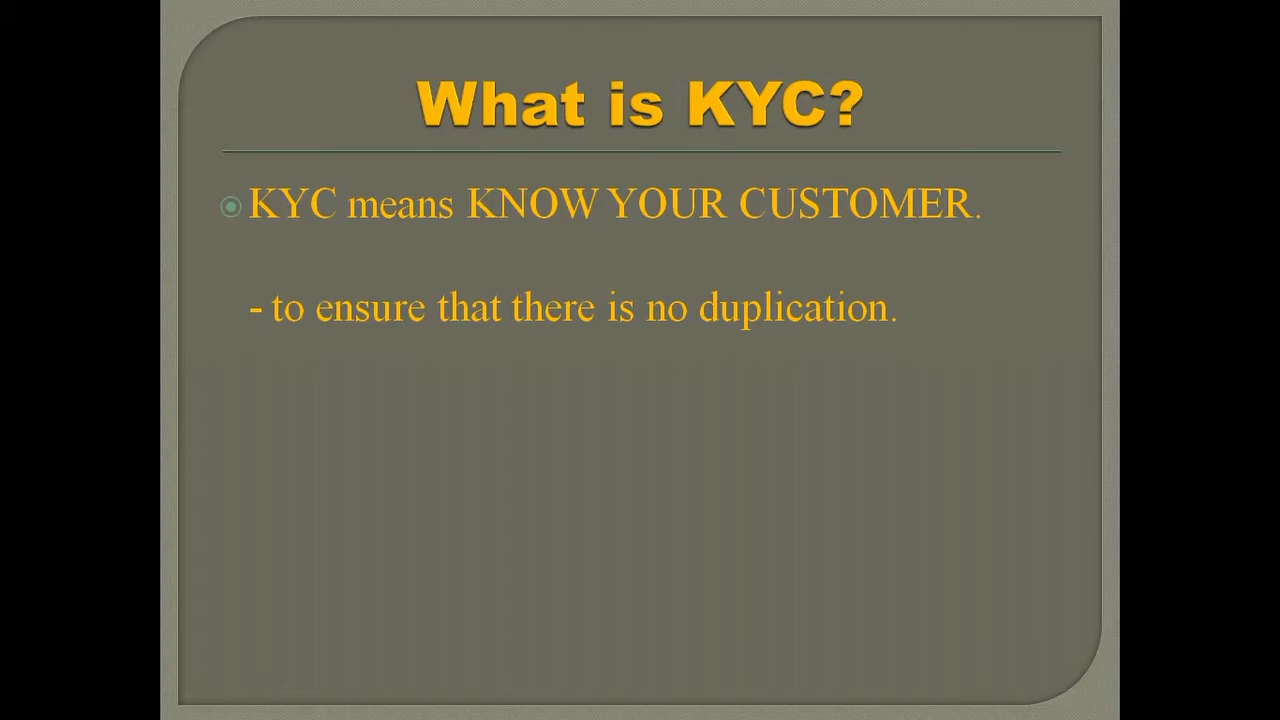 What is KYC?
KYC means KNOW YOUR CUSTOMER.
- to ensure that there is no duplication.